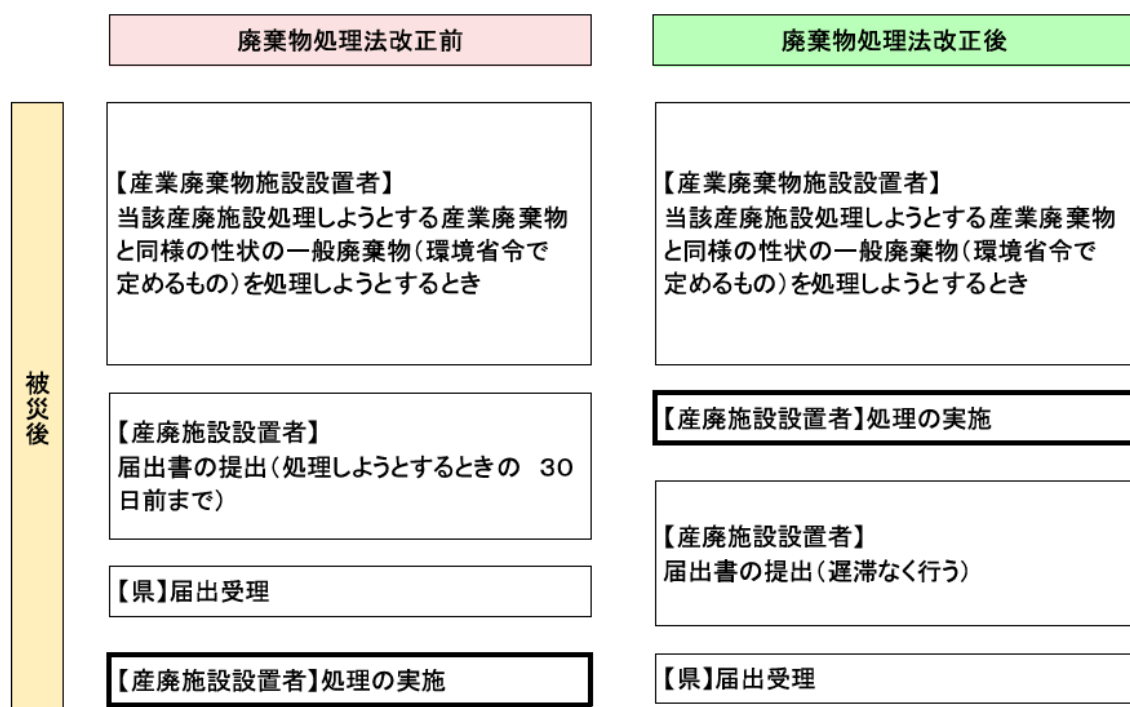 廃棄物処理法改正前
廃棄物処理法改正後
被災後
【産業廃棄物施設設置者】
当該産廃施設処理しようとする産業廃棄物
と同様の性状の一般廃棄物（環境省令で
定めるもの）を処理しようとするとき
【産廃施設設置者】
届出書の提出（処理しようとするときの　３０
日前まで）
【県】届出受理
【産廃施設設置者】処理の実施
【産業廃棄物施設設置者】
当該産廃施設処理しようとする産業廃棄物
と同様の性状の一般廃棄物（環境省令で
定めるもの）を処理しようとするとき
【産廃施設設置者】処理の実施
【産廃施設設置者】
届出書の提出（遅滞なく行う）
【県】届出受理